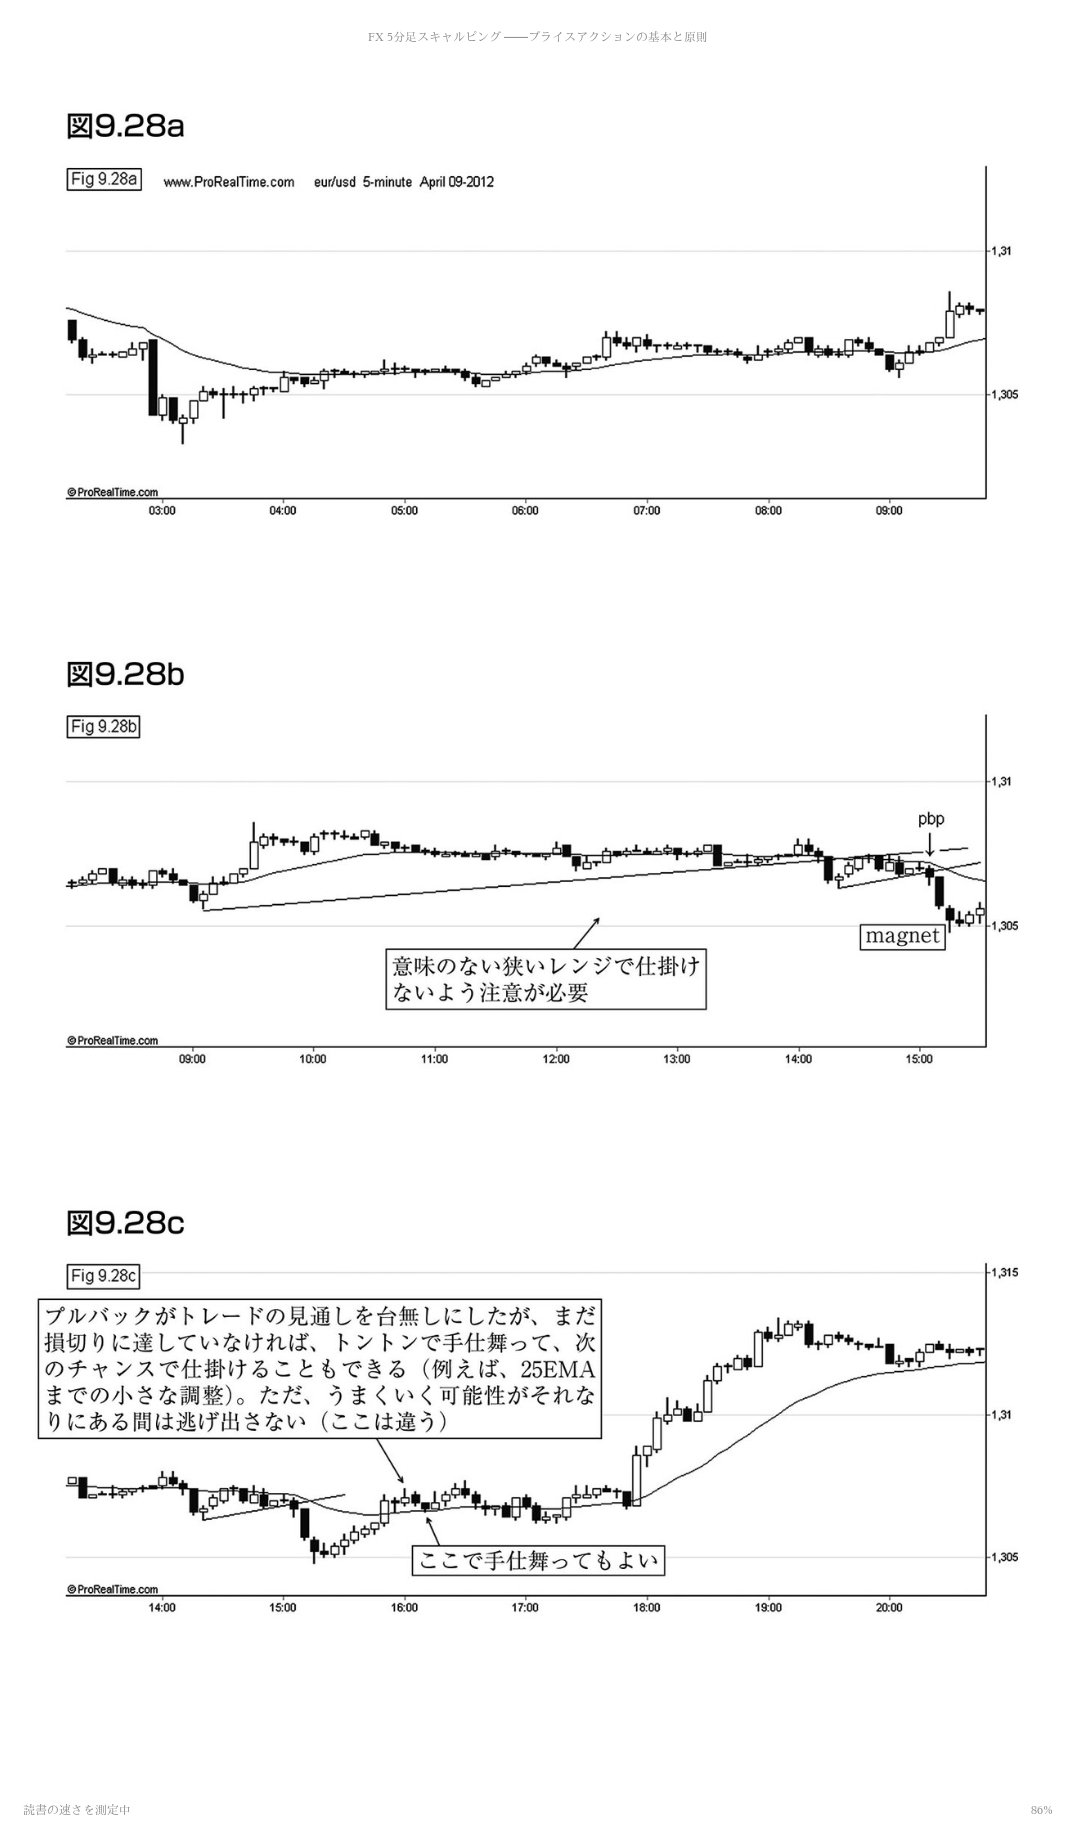 FX 5分足スキャルピング ――プライスアクションの基本と原則
図9.28a
Fig 9.28a www.ProRealTime.com eur/usd 5-minute April 09-2012
1,31
1,305
©ProRealTime.com
03:00 04:00 05:00 06:00 07:00 08:00 09:00
図9.28b
Fig 9.28b
1,31
pbp
1,305
magnet
意味のない狭いレンジで仕掛け
ないよう注意が必要
©ProRealTime.com
09:00 10:00 11:00 12:00 13:00 14:00 15:00
図9.28c
Fig 9.28c
1,315
プルバックがトレードの見通しを台無しにしたが、まだ
損切りに達していなければ、トントンで手仕舞って、次
のチャンスで仕掛けることもできる（例えば、25EMA
までの小さな調整）。ただ、うまくいく可能性がそれな
りにある間は逃げ出さない（ここは違う）
1,31
ここで手仕舞ってもよい
1,305
©ProRealTime.com
14:00 15:00 16:00 17:00 18:00 19:00 20:00
読書の速さを測定中
86%